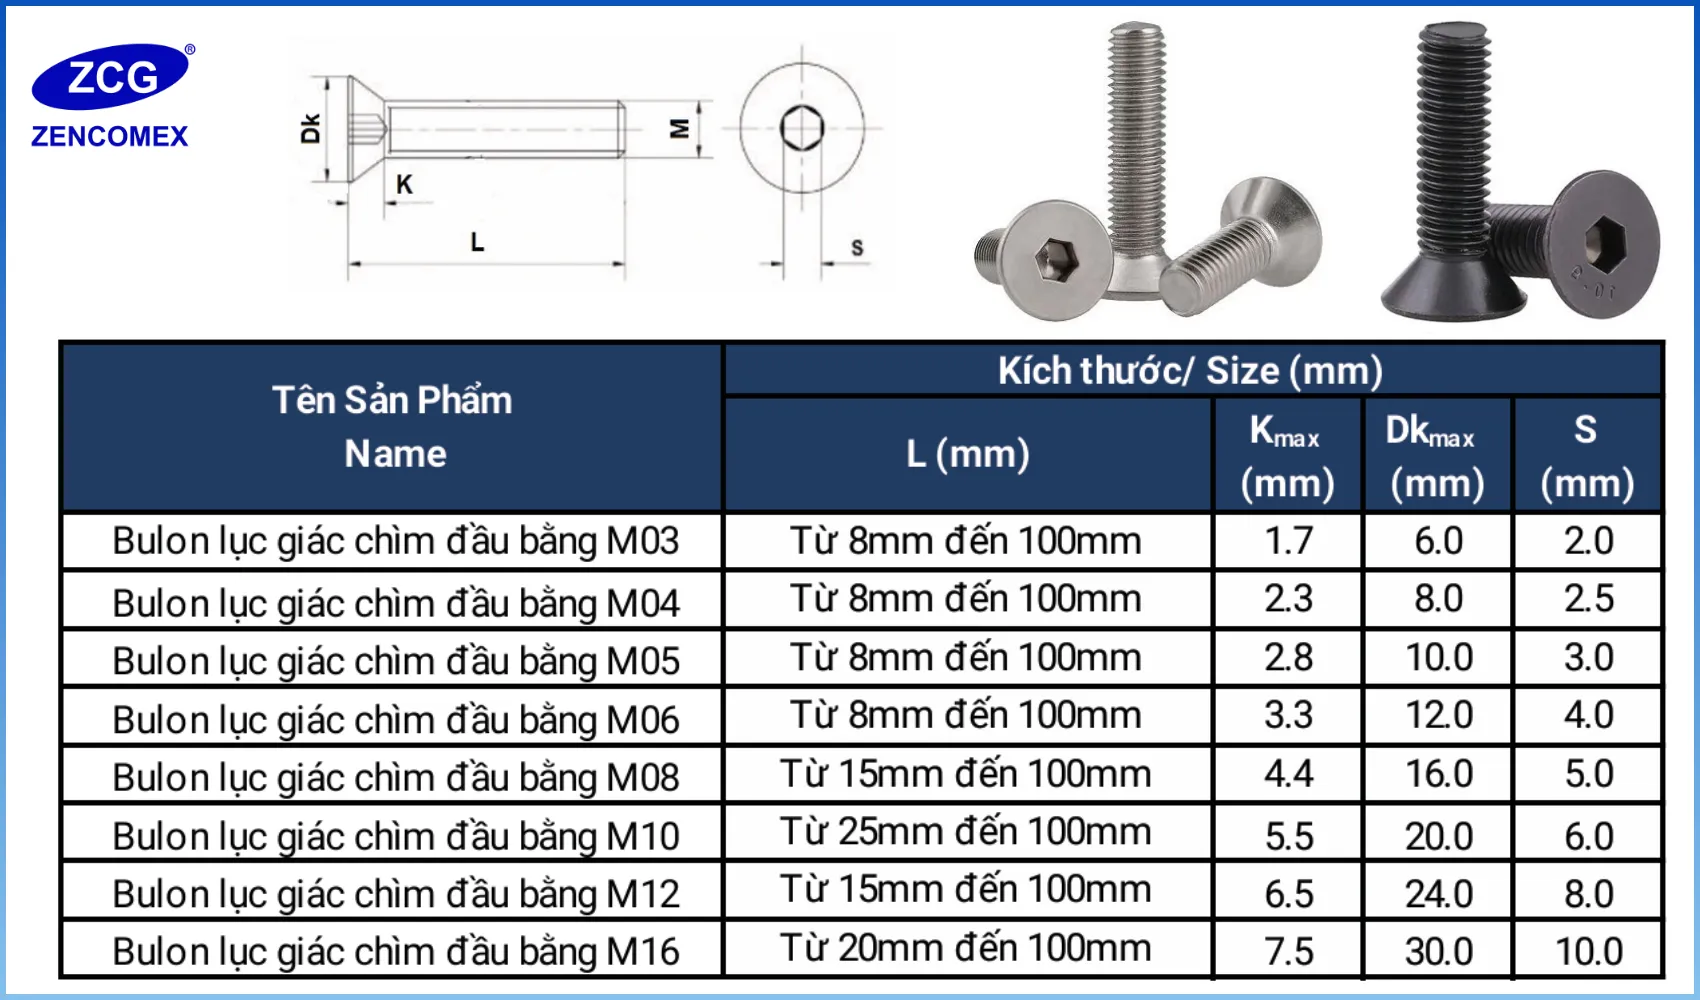 ZCG®
ZENCOMEX
Dk
K
L
M
S
Tên Sản Phẩm
Name
Kích thước/ Size (mm)
L (mm)
Kmax
(mm)
Dkmax
(mm)
S
(mm)
Bulon lục giác chìm đầu bằng M03 Từ 8mm đến 100mm 1.7 6.0 2.0
Bulon lục giác chìm đầu bằng M04 Từ 8mm đến 100mm 2.3 8.0 2.5
Bulon lục giác chìm đầu bằng M05 Từ 8mm đến 100mm 2.8 10.0 3.0
Bulon lục giác chìm đầu bằng M06 Từ 8mm đến 100mm 3.3 12.0 4.0
Bulon lục giác chìm đầu bằng M08 Từ 15mm đến 100mm 4.4 16.0 5.0
Bulon lục giác chìm đầu bằng M10 Từ 25mm đến 100mm 5.5 20.0 6.0
Bulon lục giác chìm đầu bằng M12 Từ 15mm đến 100mm 6.5 24.0 8.0
Bulon lục giác chìm đầu bằng M16 Từ 20mm đến 100mm 7.5 30.0 10.0